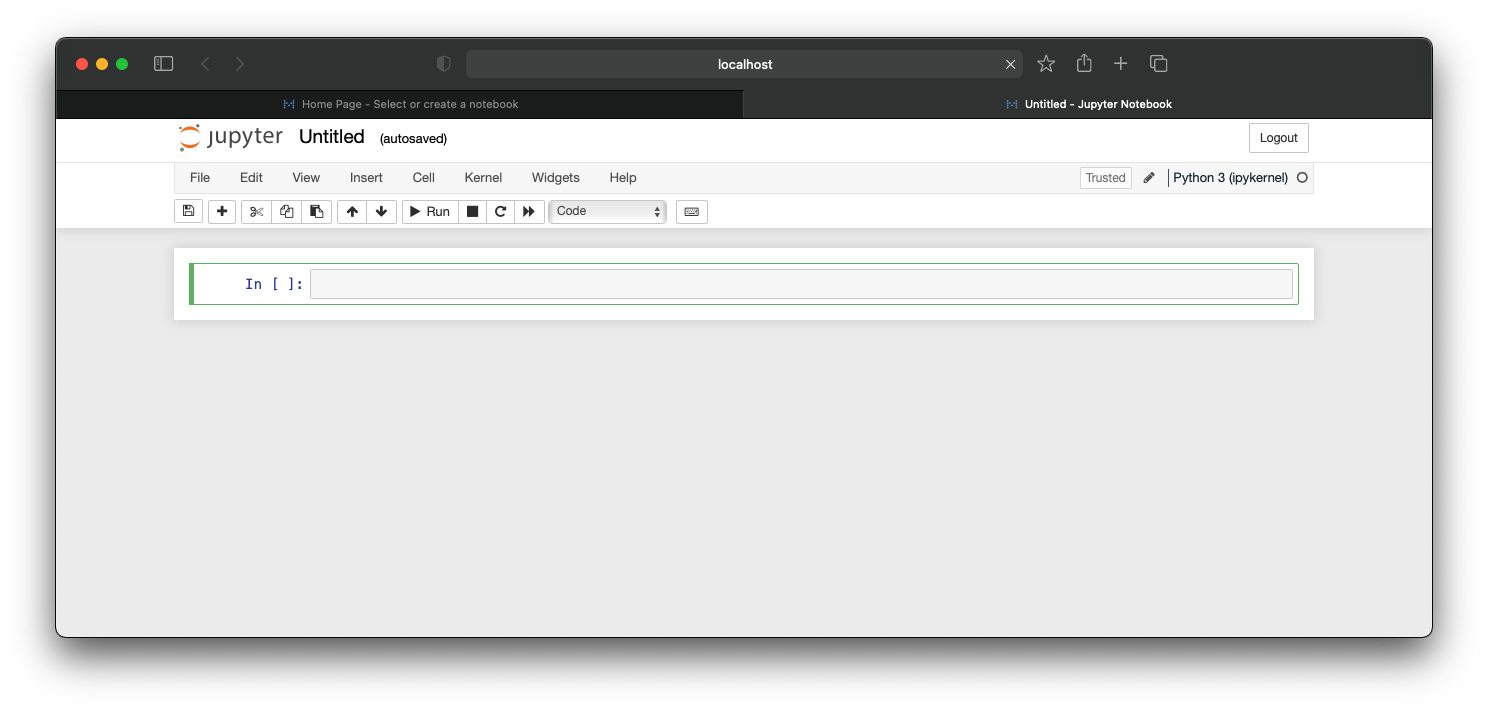 localhost
Home Page – Select or create a notebook
Untitled - Jupyter Notebook
jupyter Untitled (autosaved)
Logout
File Edit View Insert Cell Kernel Widgets Help Trusted Python 3 (ipykernel)
Run Code
In [ ]: